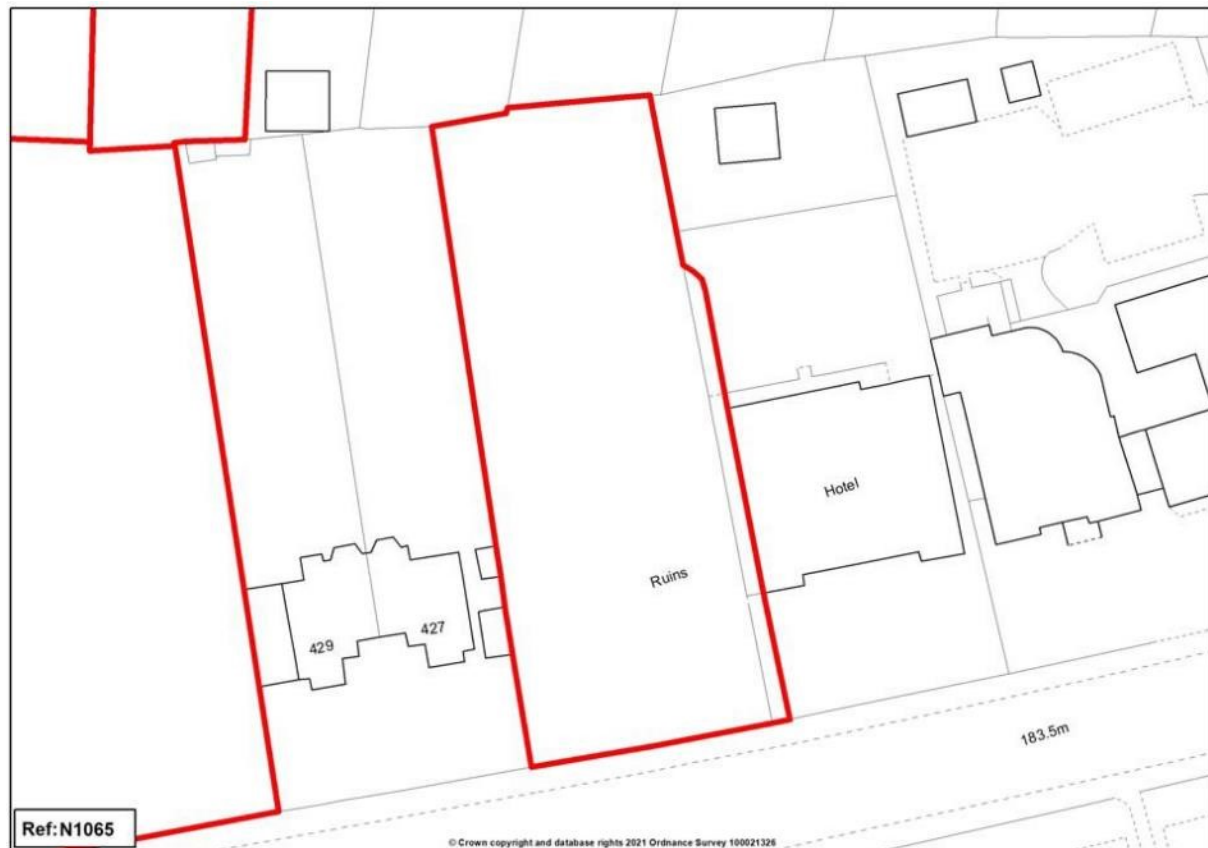 Hotel
Ruins
427
429
183.5m
Ref:N1065
© Crown copyright and database rights 2021 Ordnance Survey 100021326